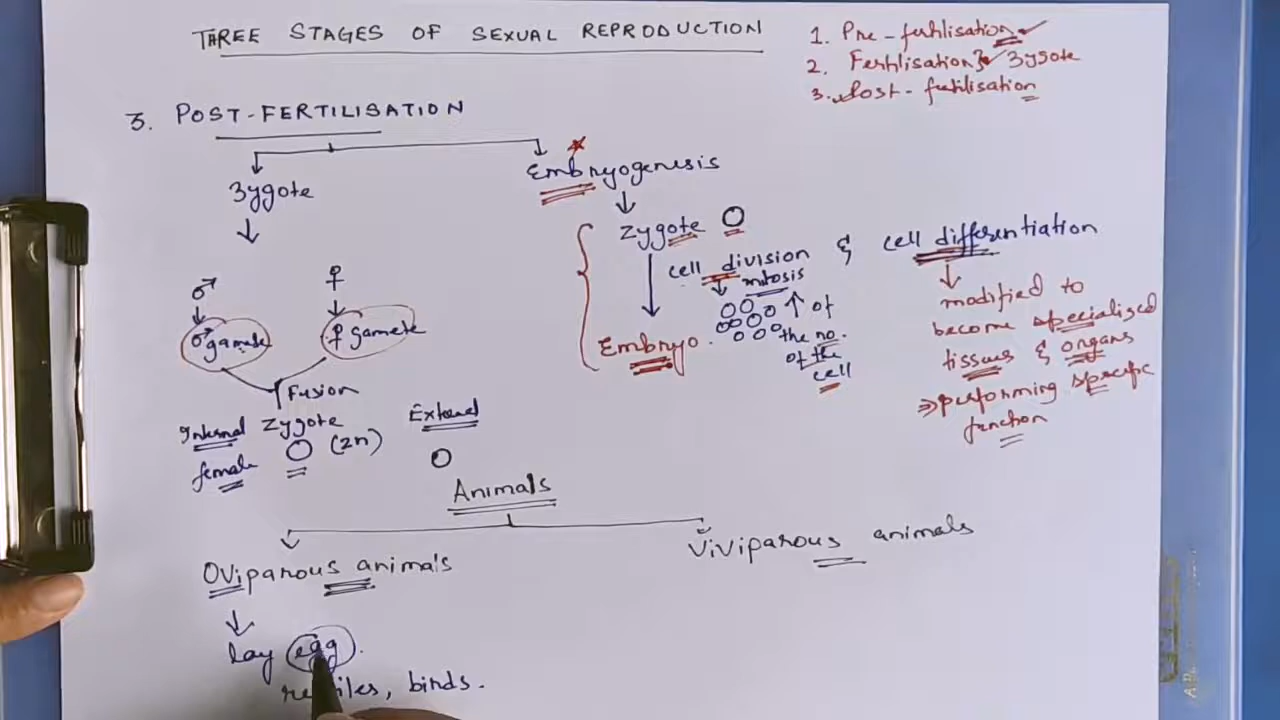 THREE STAGES OF SEXUAL REPRODUCTION
1. Pre-fertilisation ✓
2. Fertilisation} ✓ zygote
3. Post-fertilisation
3. POST-FERTILISATION
zygote
Embryogenesis
zygote
cell division & cell differentiation
mitosis
↑ of the no. of the cell
Embryo.
modified to
become specialised
tissues & organs
⇒ performing specific
function
♂ ♀
♂ gamete ♀ gamete
Fusion
Internal zygote External
female (2n)
Animals
Oviparous animals Viviparous animals
lay egg.
birds.